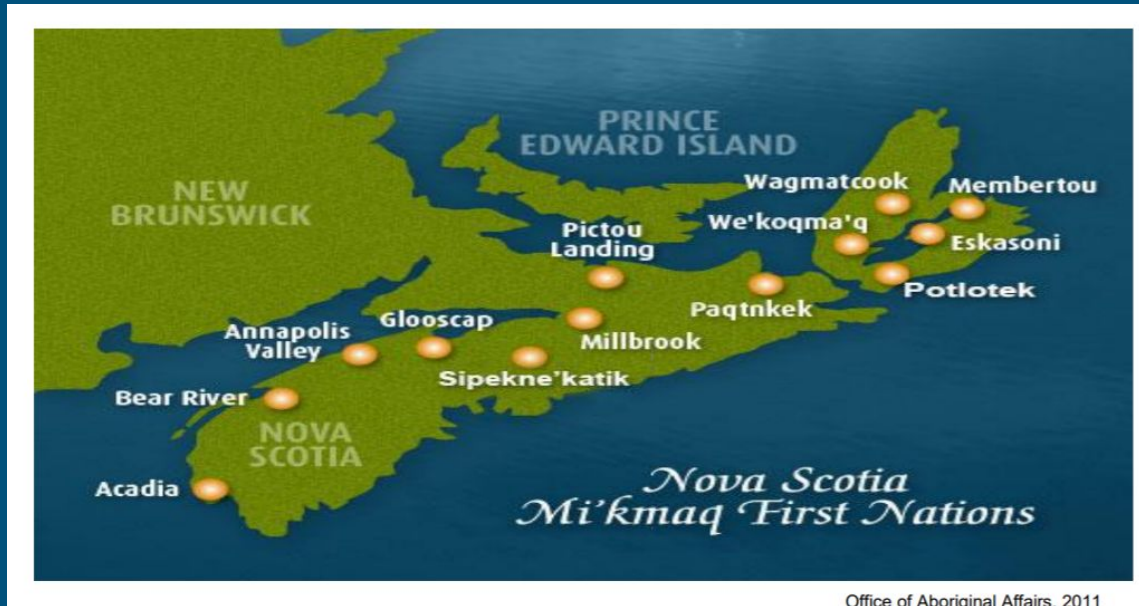 PRINCE
EDWARD ISLAND
NEW
BRUNSWICK
Wagmatcook
Membertou
We'koqma'q
Eskasoni
Pictou
Landing
Potlotek
Paqtnkek
Glooscap
Millbrook
Annapolis
Valley
Sipekne'katik
Bear River
NOVA
SCOTIA
Acadia
Nova Scotia
Mi'kmaq First Nations
Office of Aboriginal Affairs, 2011